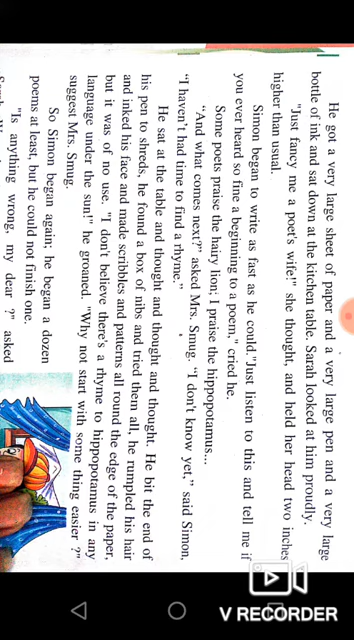 He got a very large sheet of paper and a very large pen and a very large
bottle of ink and sat down at the kitchen table. Sarah looked at him proudly.
"Just fancy me a poet's wife!" she thought, and held her head two inches
higher than usual.
Simon began to write as fast as he could."Just listen to this and tell me if
you ever heard so fine a beginning to a poem," cried he.
Some poets praise the hairy lion; I praise the hippopotamus...
"And what comes next?" asked Mrs. Smug. "I don't know yet," said Simon,
"I haven't had time to find a rhyme."
He sat at the table and thought and thought and thought. He bit the end of
his pen to shreds, he found a box of nibs and tried them all, he rumpled his hair
and inked his face and made scribbles and patterns all round the edge of the paper,
but it was of no use. "I don't believe there's a rhyme to hippopotamus in any
language under the sun!" he groaned. "Why not start with some thing easier ?"
suggest Mrs. Smug.
So Simon began again; he began a dozen
poems at least, but he could not finish one.
"Is anything wrong, my dear ?" asked
V RECORDER